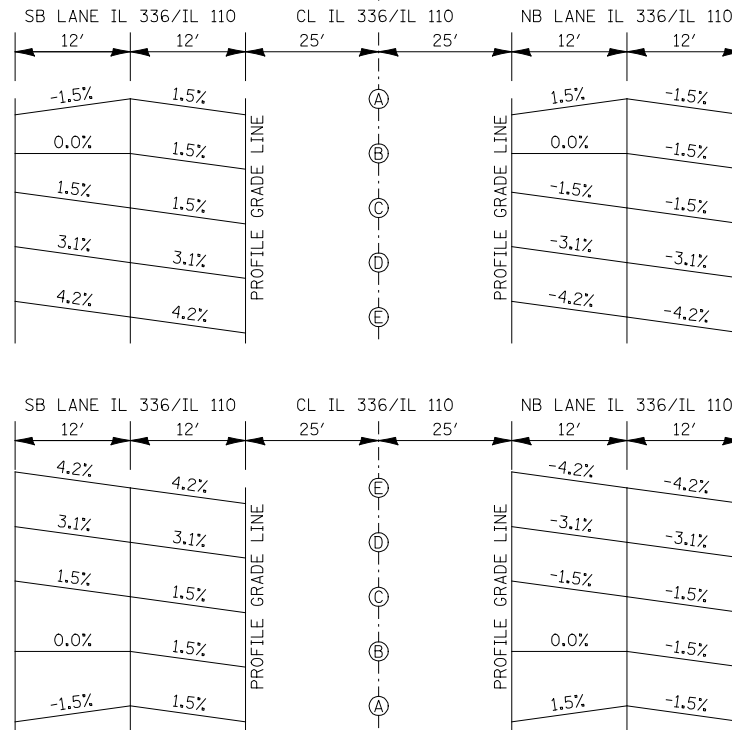 SB LANE IL 336/IL 110 CL IL 336/IL 110 NB LANE IL 336/IL 110
12' 12' 25' 25' 12' 12'
-1.5% 1.5% A 1.5% -1.5%
0.0% 1.5% B 0.0% -1.5%
1.5% 1.5% C -1.5% -1.5%
3.1% 3.1% D -3.1% -3.1%
4.2% 4.2% E -4.2% -4.2%
PROFILE GRADE LINE
PROFILE GRADE LINE
SB LANE IL 336/IL 110 CL IL 336/IL 110 NB LANE IL 336/IL 110
12' 12' 25' 25' 12' 12'
4.2% 4.2% E -4.2% -4.2%
3.1% 3.1% D -3.1% -3.1%
1.5% 1.5% C -1.5% -1.5%
0.0% 1.5% B 0.0% -1.5%
-1.5% 1.5% A 1.5% -1.5%
PROFILE GRADE LINE
PROFILE GRADE LINE